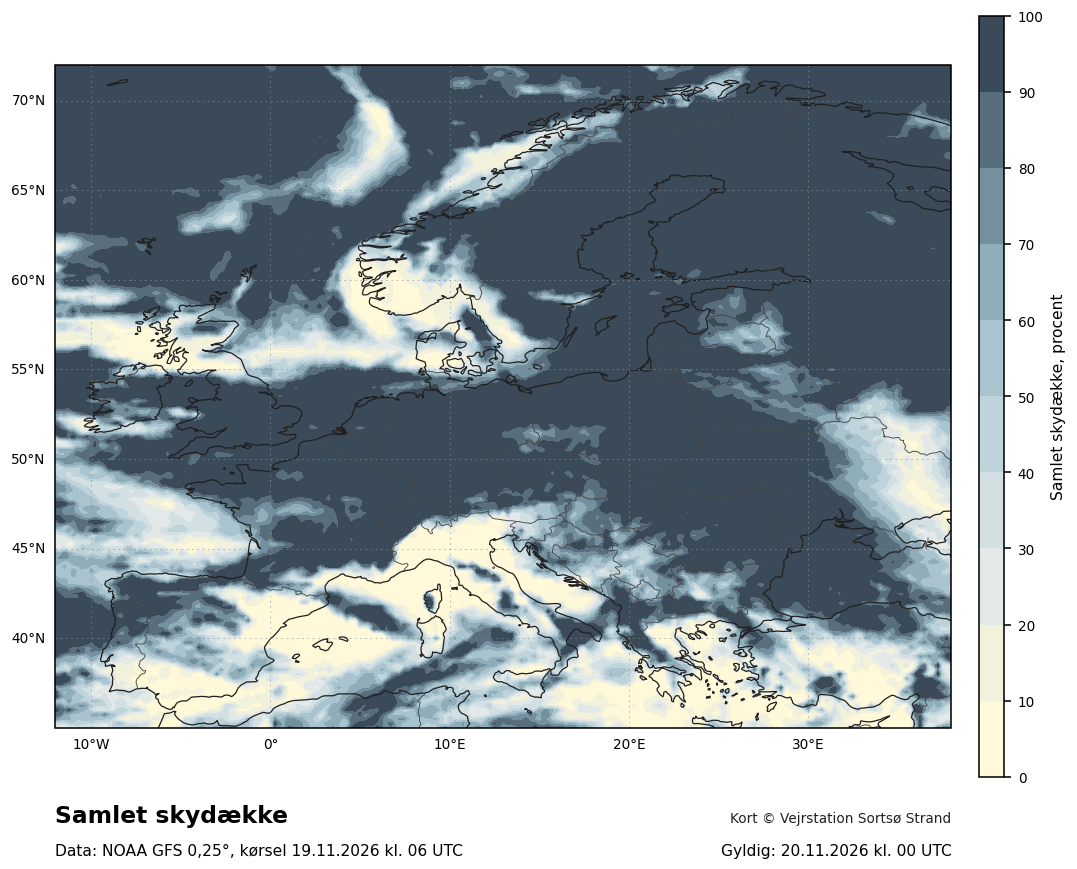 70°N
65°N
60°N
55°N
50°N
45°N
40°N
10°W
0°
10°E
20°E
30°E
100
90
80
70
60
50
40
30
20
10
0
Samlet skydække, procent
Samlet skydække
Kort © Vejrstation Sortsø Strand
Data: NOAA GFS 0,25°, kørsel 19.11.2026 kl. 06 UTC
Gyldig: 20.11.2026 kl. 00 UTC